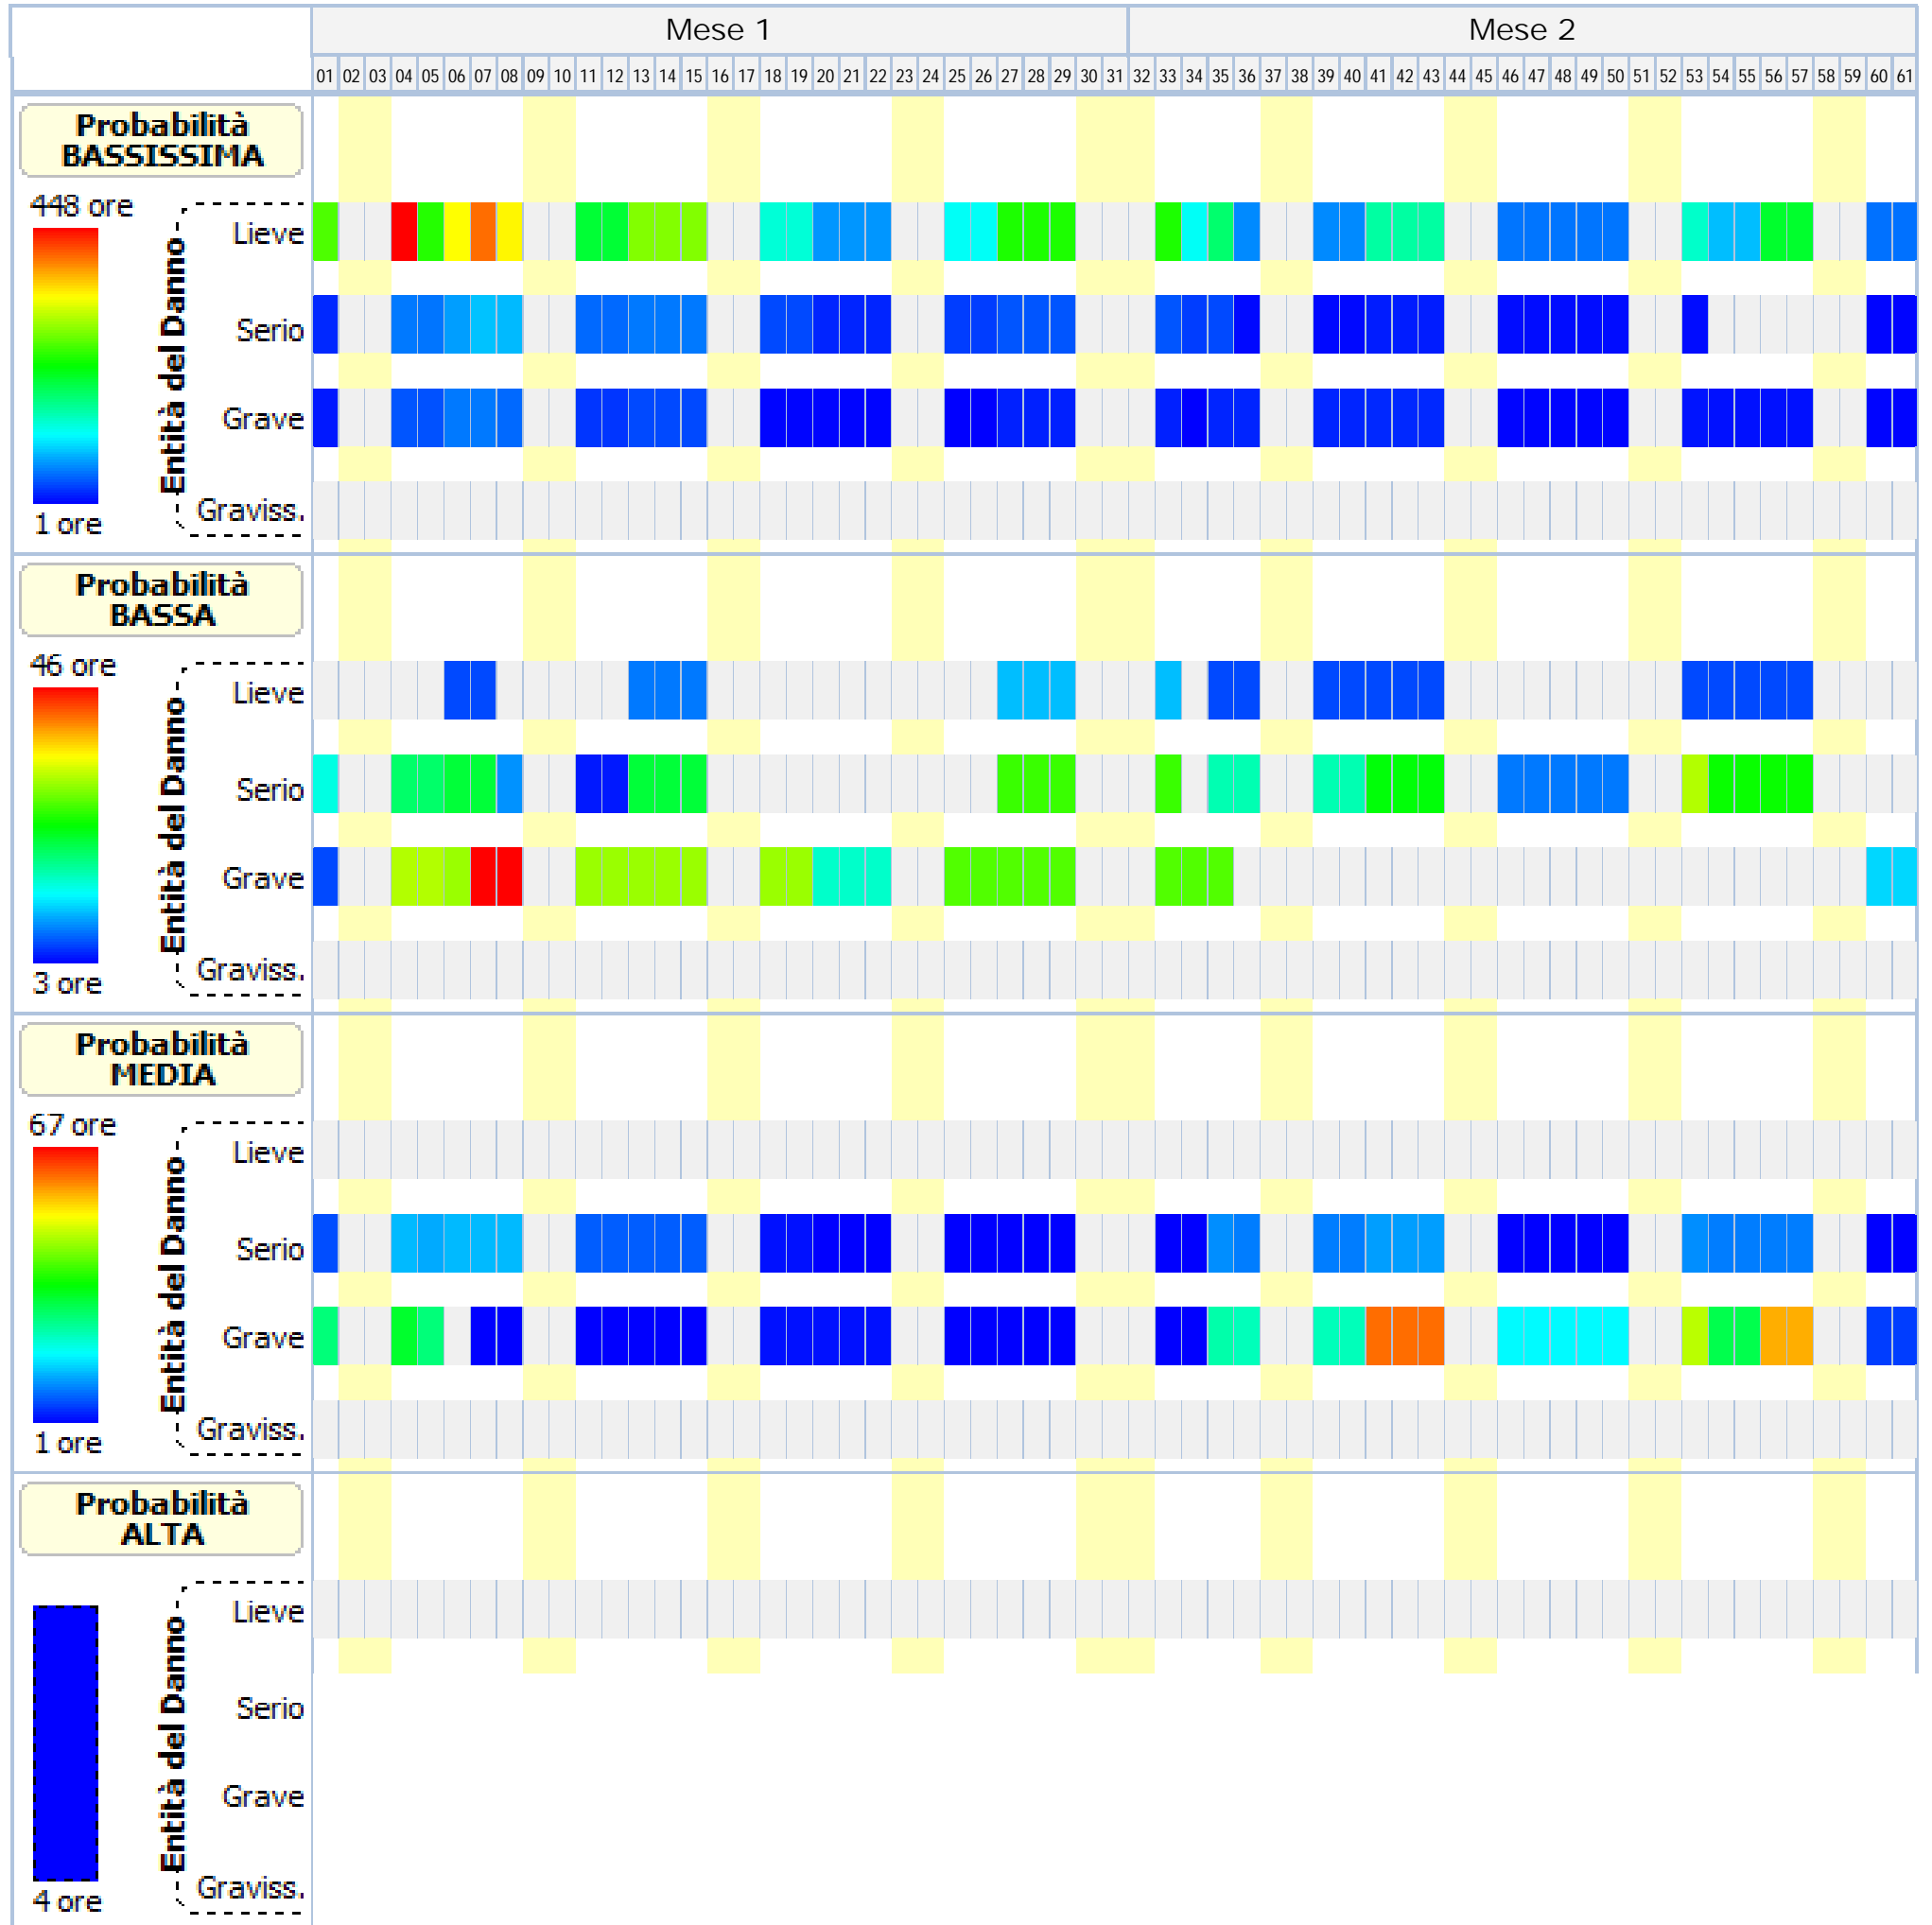 Mese 1 Mese 2
01 02 03 04 05 06 07 08 09 10 11 12 13 14 15 16 17 18 19 20 21 22 23 24 25 26 27 28 29 30 31 32 33 34 35 36 37 38 39 40 41 42 43 44 45 46 47 48 49 50 51 52 53 54 55 56 57 58 59 60 61
Probabilità
BASSISSIMA
448 ore
1 ore
Entità del Danno
Lieve
Serio
Grave
Graviss.
Probabilità
BASSA
46 ore
3 ore
Entità del Danno
Lieve
Serio
Grave
Graviss.
Probabilità
MEDIA
67 ore
1 ore
Entità del Danno
Lieve
Serio
Grave
Graviss.
Probabilità
ALTA
4 ore
Entità del Danno
Lieve
Serio
Grave
Graviss.